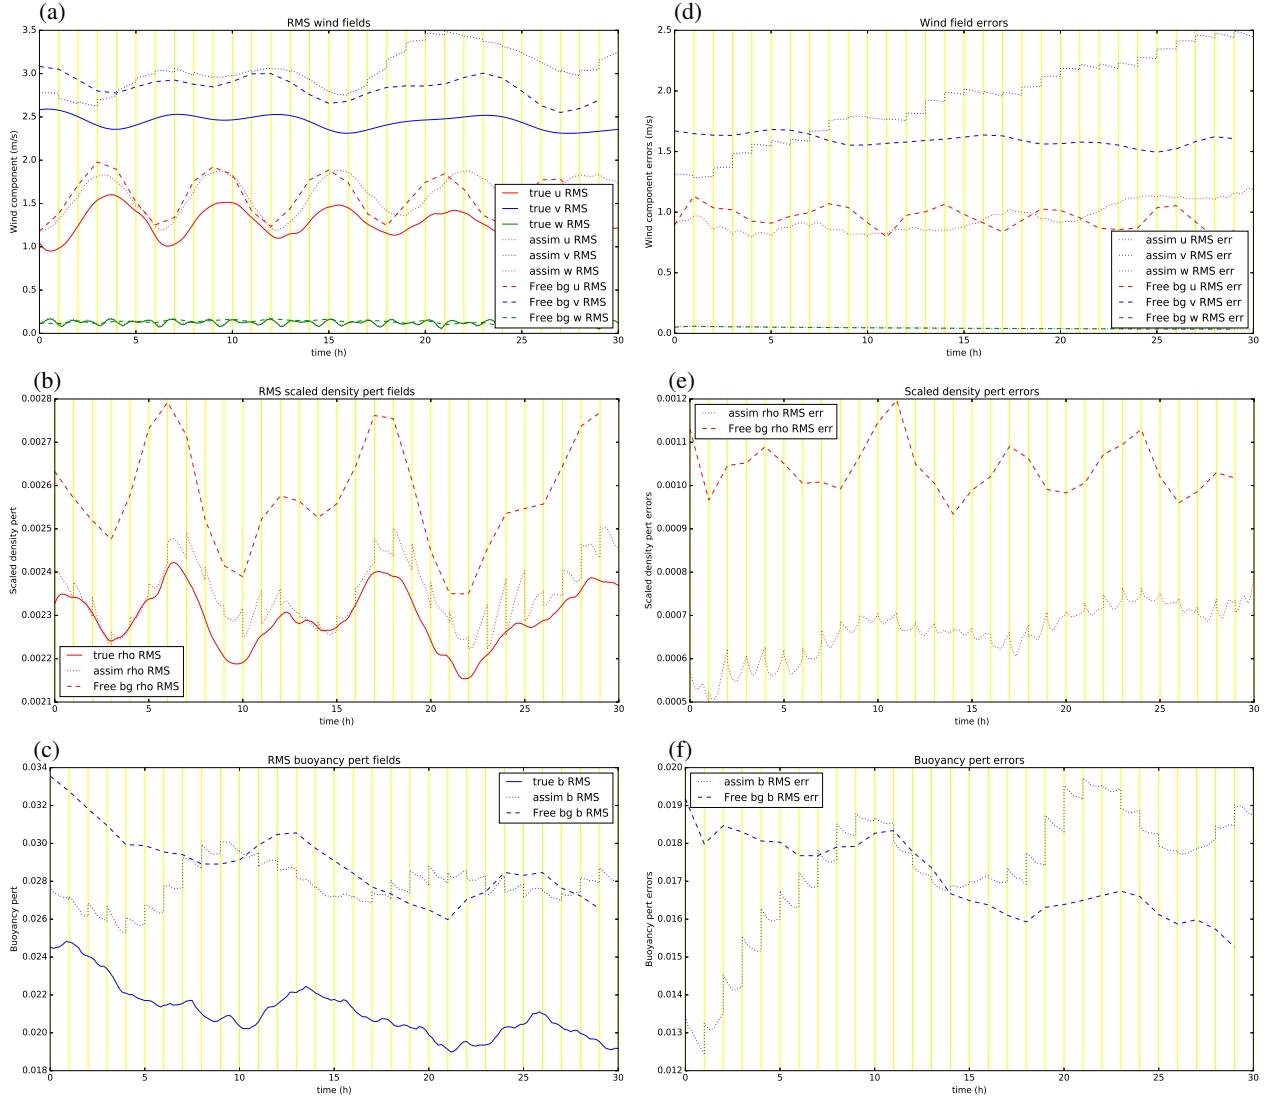 (a)
RMS wind fields
3.5
3.0
2.5
2.0
1.5
1.0
0.5
0.0
Wind component (m/s)
0 5 10 15 20 25 30
time (h)
true u RMS
true v RMS
true w RMS
assim u RMS
assim v RMS
assim w RMS
Free bg u RMS
Free bg v RMS
Free bg w RMS
(d)
Wind field errors
2.5
2.0
1.5
1.0
0.5
0.0
Wind component errors (m/s)
0 5 10 15 20 25 30
time (h)
assim u RMS err
assim v RMS err
assim w RMS err
Free bg u RMS err
Free bg v RMS err
Free bg w RMS err
(b)
RMS scaled density pert fields
0.0028
0.0027
0.0026
0.0025
0.0024
0.0023
0.0022
0.0021
Scaled density pert
0 5 10 15 20 25 30
time (h)
true rho RMS
assim rho RMS
Free bg rho RMS
(e)
Scaled density pert errors
0.0012
0.0011
0.0010
0.0009
0.0008
0.0007
0.0006
0.0005
Scaled density pert errors
0 5 10 15 20 25 30
time (h)
assim rho RMS err
Free bg rho RMS err
(c)
RMS buoyancy pert fields
0.034
0.032
0.030
0.028
0.026
0.024
0.022
0.020
0.018
Buoyancy pert
0 5 10 15 20 25 30
time (h)
true b RMS
assim b RMS
Free bg b RMS
(f)
Buoyancy pert errors
0.020
0.019
0.018
0.017
0.016
0.015
0.014
0.013
0.012
Buoyancy pert errors
0 5 10 15 20 25 30
time (h)
assim b RMS err
Free bg b RMS err